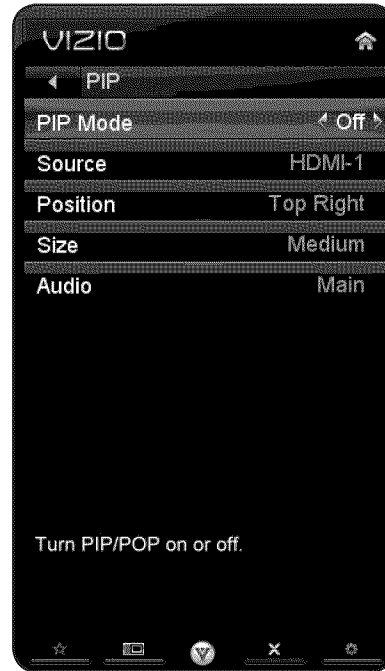 VIZIO
PIP
PIP Mode Off
Source HDMI-1
Position Top Right
Size Medium
Audio Main
Turn PIP/POP on or off.
V